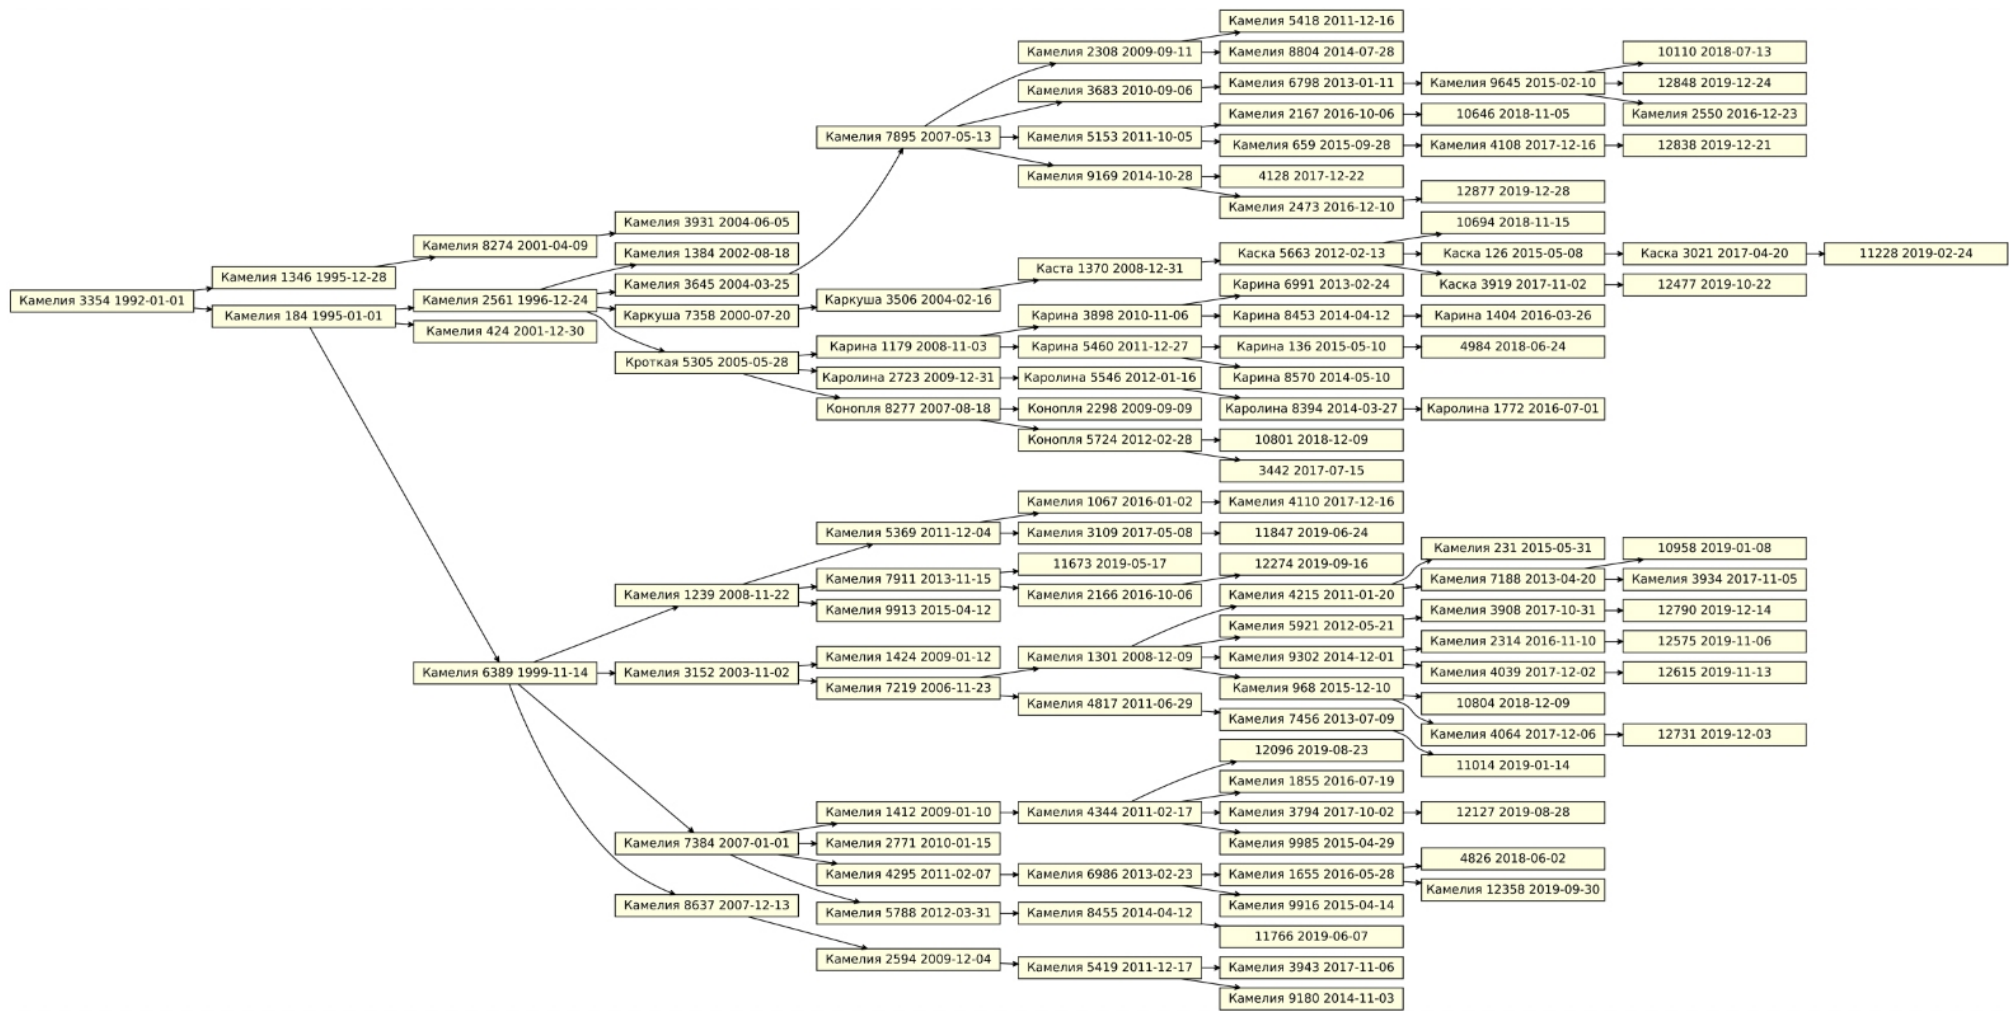 Камелия 5418 2011-12-16
Камелия 2308 2009-09-11
Камелия 8804 2014-07-28
10110 2018-07-13
Камелия 3683 2010-09-06
Камелия 6798 2013-01-11
Камелия 9645 2015-02-10
12848 2019-12-24
Камелия 2167 2016-10-06
10646 2018-11-05
Камелия 2550 2016-12-23
Камелия 7895 2007-05-13
Камелия 5153 2011-10-05
Камелия 659 2015-09-28
Камелия 4108 2017-12-16
12838 2019-12-21
Камелия 9169 2014-10-28
4128 2017-12-22
12877 2019-12-28
Камелия 2473 2016-12-10
Камелия 3931 2004-06-05
10694 2018-11-15
Камелия 8274 2001-04-09
Камелия 1384 2002-08-18
Каска 5663 2012-02-13
Каска 126 2015-05-08
Каска 3021 2017-04-20
11228 2019-02-24
Камелия 1346 1995-12-28
Каста 1370 2008-12-31
Камелия 3645 2004-03-25
Карина 6991 2013-02-24
Каска 3919 2017-11-02
12477 2019-10-22
Камелия 3354 1992-01-01
Камелия 2561 1996-12-24
Каркуша 3506 2004-02-16
Камелия 184 1995-01-01
Каркуша 7358 2000-07-20
Карина 3898 2010-11-06
Карина 8453 2014-04-12
Карина 1404 2016-03-26
Камелия 424 2001-12-30
Карина 1179 2008-11-03
Карина 5460 2011-12-27
Карина 136 2015-05-10
4984 2018-06-24
Кроткая 5305 2005-05-28
Каролина 2723 2009-12-31
Каролина 5546 2012-01-16
Карина 8570 2014-05-10
Конопля 8277 2007-08-18
Конопля 2298 2009-09-09
Каролина 8394 2014-03-27
Каролина 1772 2016-07-01
Конопля 5724 2012-02-28
10801 2018-12-09
3442 2017-07-15
Камелия 1067 2016-01-02
Камелия 4110 2017-12-16
Камелия 5369 2011-12-04
Камелия 3109 2017-05-08
11847 2019-06-24
Камелия 231 2015-05-31
10958 2019-01-08
11673 2019-05-17
12274 2019-09-16
Камелия 7911 2013-11-15
Камелия 7188 2013-04-20
Камелия 3934 2017-11-05
Камелия 1239 2008-11-22
Камелия 2166 2016-10-06
Камелия 4215 2011-01-20
Камелия 9913 2015-04-12
Камелия 3908 2017-10-31
12790 2019-12-14
Камелия 5921 2012-05-21
Камелия 2314 2016-11-10
12575 2019-11-06
Камелия 1424 2009-01-12
Камелия 1301 2008-12-09
Камелия 9302 2014-12-01
Камелия 6389 1999-11-14
Камелия 3152 2003-11-02
Камелия 4039 2017-12-02
12615 2019-11-13
Камелия 7219 2006-11-23
Камелия 968 2015-12-10
Камелия 4817 2011-06-29
10804 2018-12-09
Камелия 7456 2013-07-09
Камелия 4064 2017-12-06
12731 2019-12-03
12096 2019-08-23
11014 2019-01-14
Камелия 1855 2016-07-19
Камелия 1412 2009-01-10
Камелия 4344 2011-02-17
Камелия 3794 2017-10-02
12127 2019-08-28
Камелия 7384 2007-01-01
Камелия 2771 2010-01-15
Камелия 9985 2015-04-29
4826 2018-06-02
Камелия 4295 2011-02-07
Камелия 6986 2013-02-23
Камелия 1655 2016-05-28
Камелия 12358 2019-09-30
Камелия 8637 2007-12-13
Камелия 9916 2015-04-14
Камелия 5788 2012-03-31
Камелия 8455 2014-04-12
11766 2019-06-07
Камелия 2594 2009-12-04
Камелия 5419 2011-12-17
Камелия 3943 2017-11-06
Камелия 9180 2014-11-03